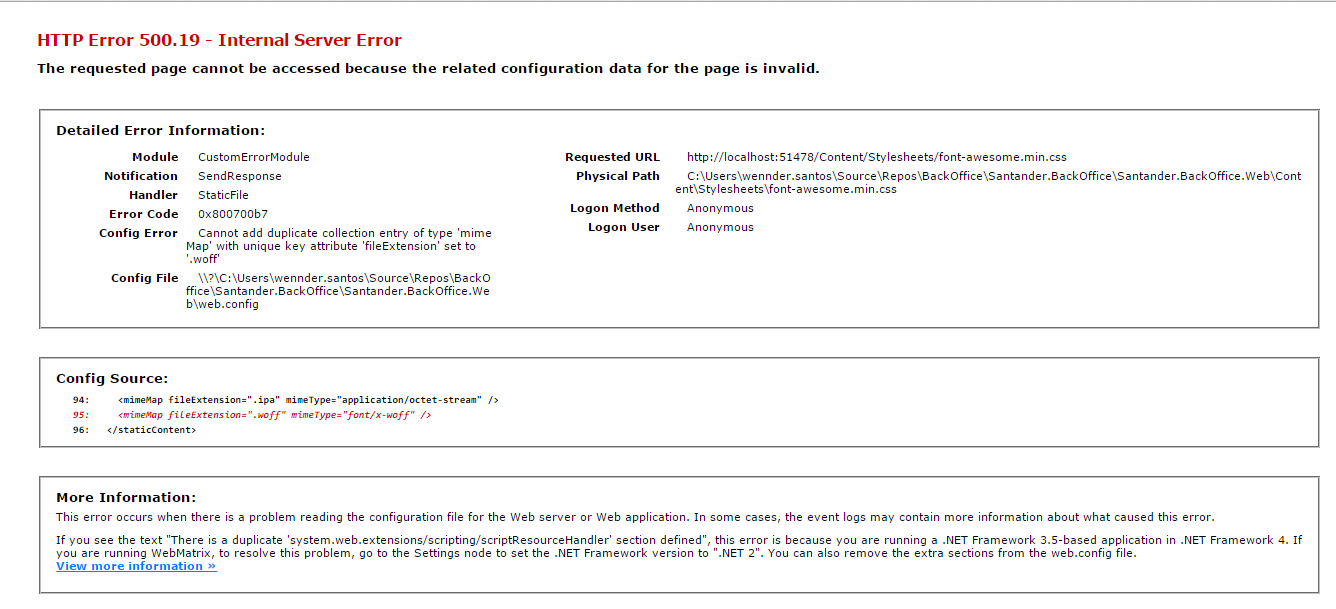 HTTP Error 500.19 - Internal Server Error
The requested page cannot be accessed because the related configuration data for the page is invalid.
Detailed Error Information:
Module CustomErrorModule
Notification SendResponse
Handler StaticFile
Error Code 0x800700b7
Config Error Cannot add duplicate collection entry of type 'mime
Map' with unique key attribute 'fileExtension' set to
'.woff'
Config File \\?\C:\Users\wennder.santos\Source\Repos\BackO
ffice\Santander.BackOffice\Santander.BackOffice.We
b\web.config
Requested URL http://localhost:51478/Content/Stylesheets/font-awesome.min.css
Physical Path C:\Users\wennder.santos\Source\Repos\BackOffice\Santander.BackOffice\Santander.BackOffice.Web\Cont
ent\Stylesheets\font-awesome.min.css
Logon Method Anonymous
Logon User Anonymous
Config Source:
94: <mimeMap fileExtension=".ipa" mimeType="application/octet-stream" />
95: <mimeMap fileExtension=".woff" mimeType="font/x-woff" />
96: </staticContent>
More Information:
This error occurs when there is a problem reading the configuration file for the Web server or Web application. In some cases, the event logs may contain more information about what caused this error.
If you see the text "There is a duplicate 'system.web.extensions/scripting/scriptResourceHandler' section defined", this error is because you are running a .NET Framework 3.5-based application in .NET Framework 4. If
you are running WebMatrix, to resolve this problem, go to the Settings node to set the .NET Framework version to ".NET 2". You can also remove the extra sections from the web.config file.
View more information »